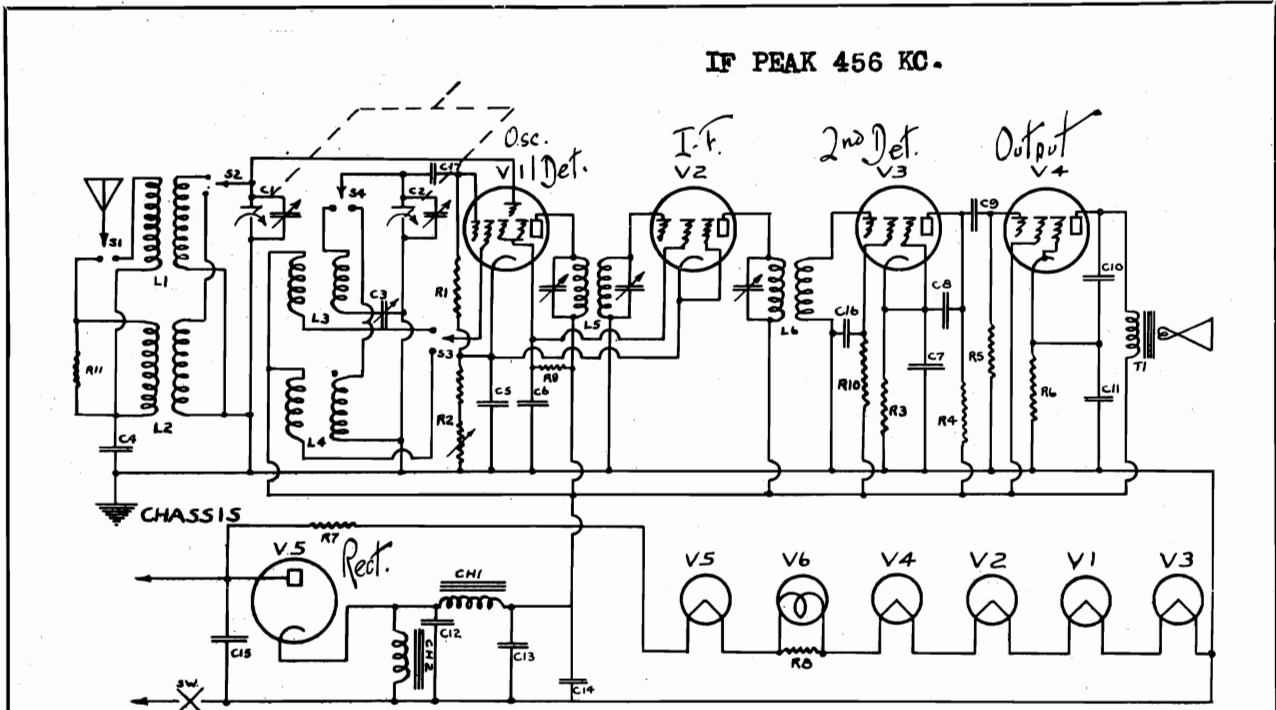 IF PEAK 456 KC.
Osc.
V1 1st Det.
I.F.
V2
2nd Det.
V3
Output
V4
S1
S2
C1
S4
C17
C2
L1
L3
C3
R1
L5
L6
C16
C8
C9
C10
T1
R11
L2
C4
L4
S3
R2
C5
R9
C6
R10
R3
C7
R4
R5
R6
C11
CHASSIS
R7
V.5
Rect.
CH1
C12
CH2
C13
C14
C15
SW.
V5
V6
V4
V2
V1
V3
R8